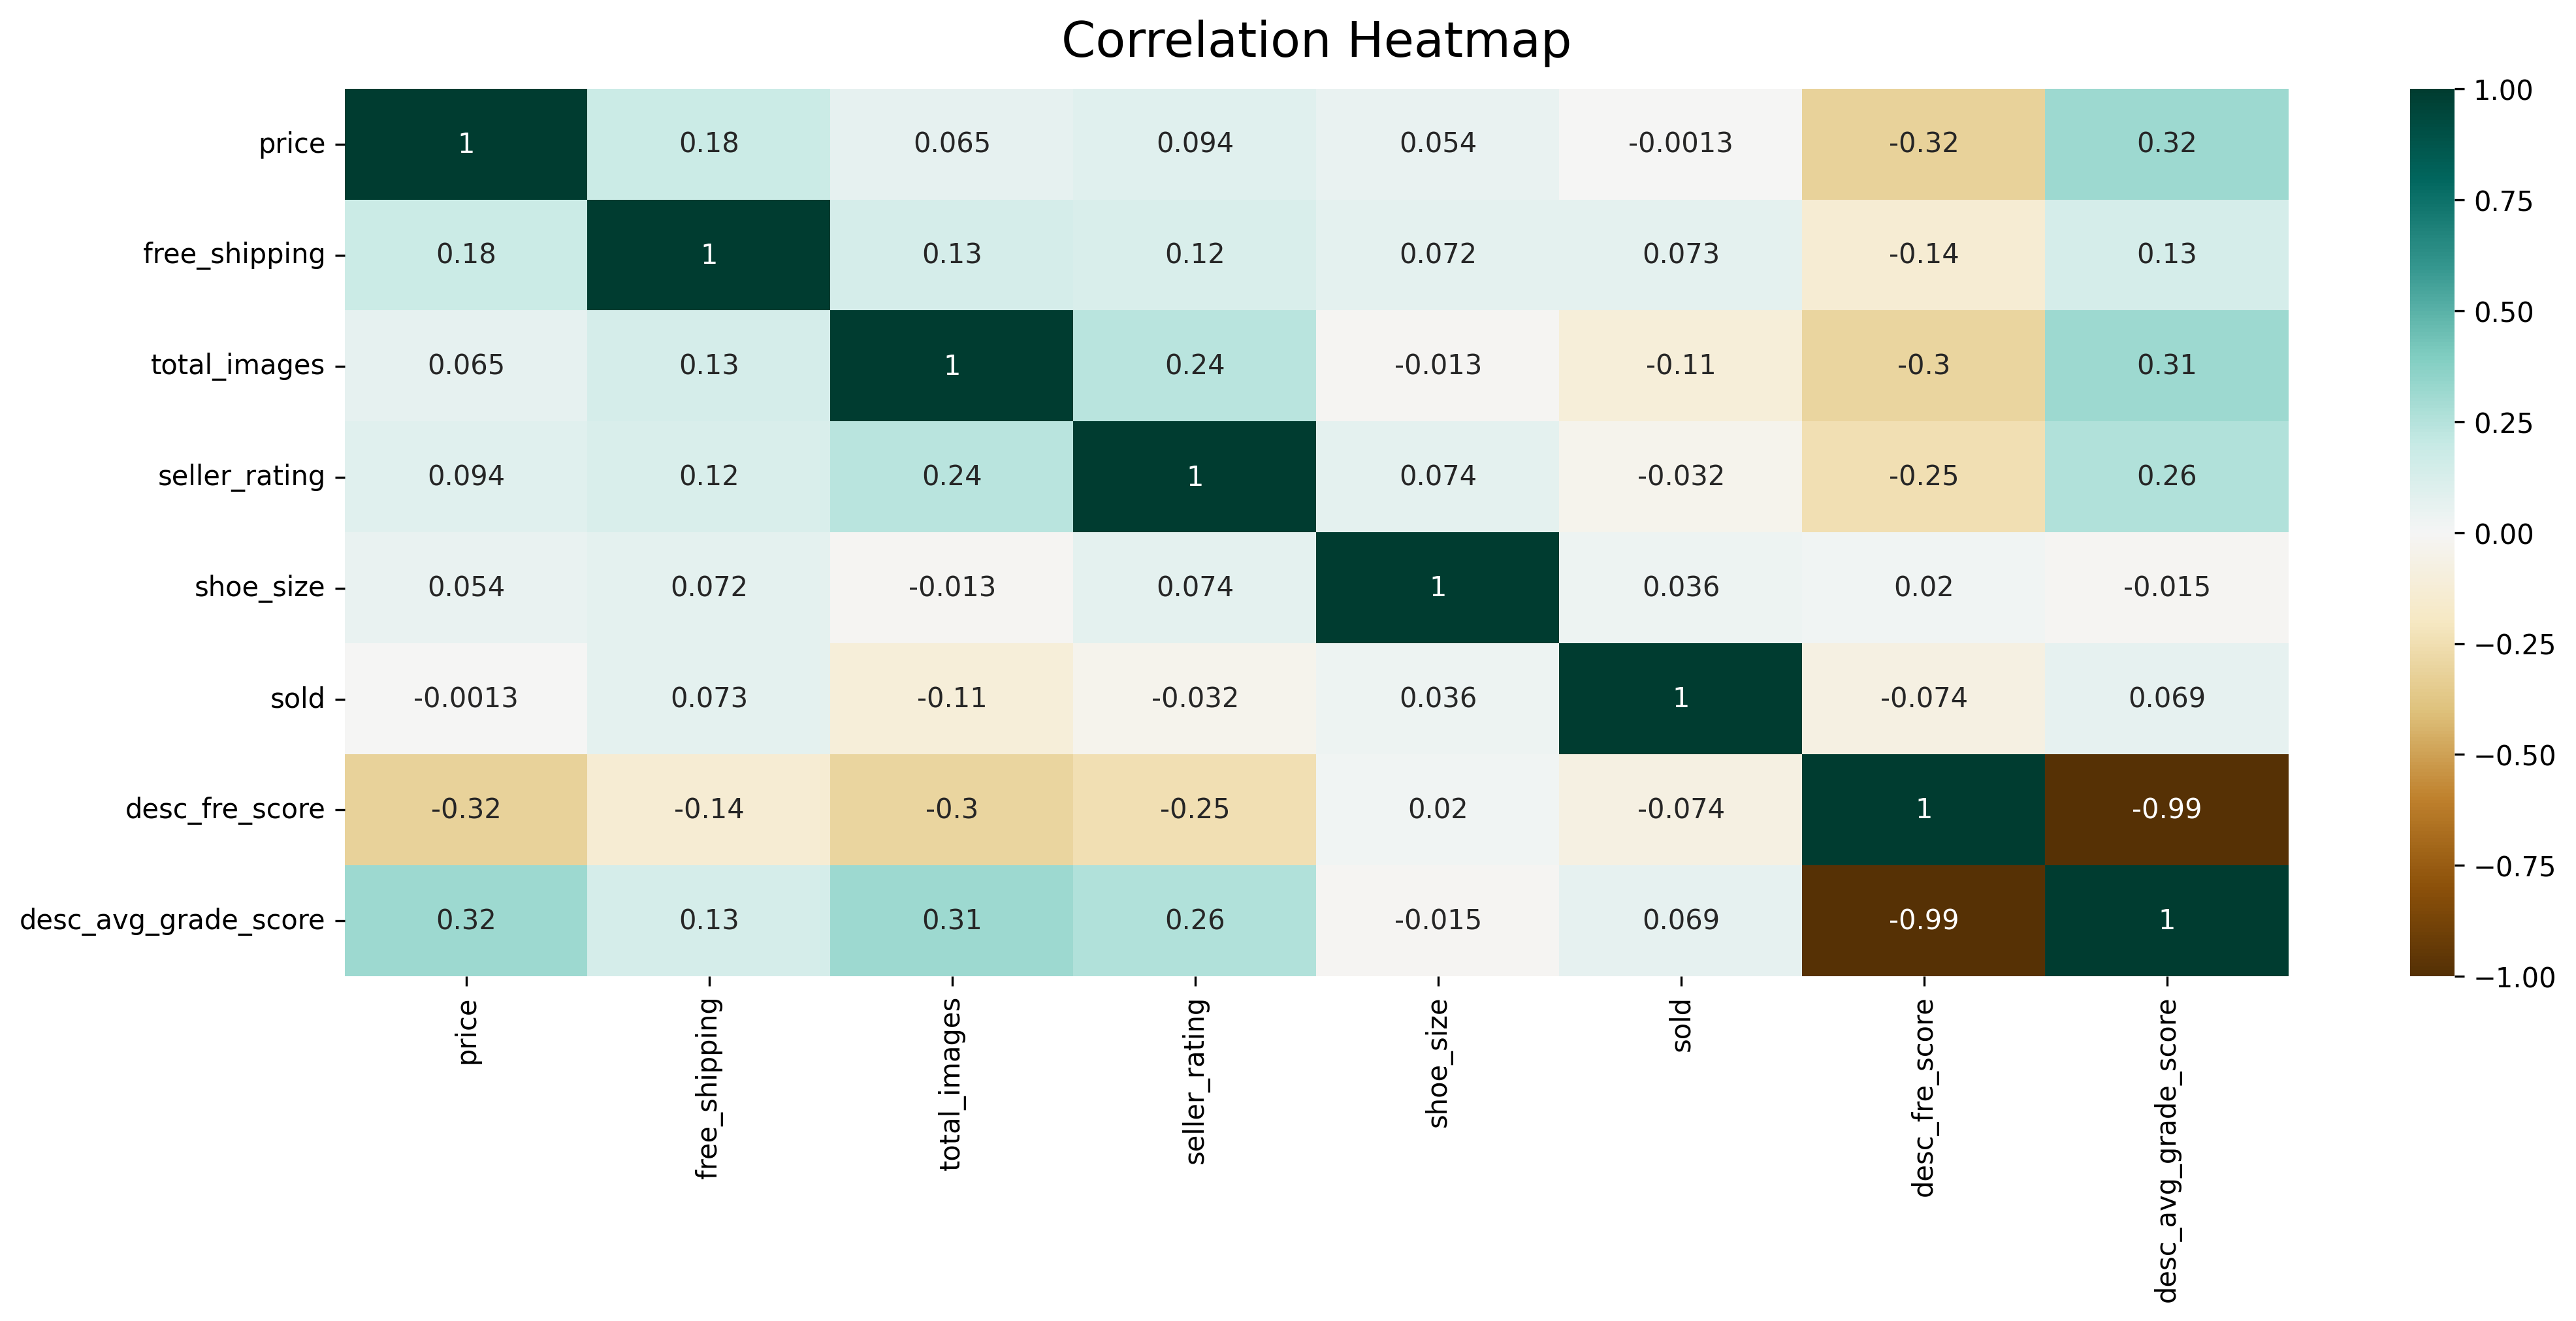 Correlation Heatmap
price 1 0.18 0.065 0.094 0.054 -0.0013 -0.32 0.32
free_shipping 0.18 1 0.13 0.12 0.072 0.073 -0.14 0.13
total_images 0.065 0.13 1 0.24 -0.013 -0.11 -0.3 0.31
seller_rating 0.094 0.12 0.24 1 0.074 -0.032 -0.25 0.26
shoe_size 0.054 0.072 -0.013 0.074 1 0.036 0.02 -0.015
sold -0.0013 0.073 -0.11 -0.032 0.036 1 -0.074 0.069
desc_fre_score -0.32 -0.14 -0.3 -0.25 0.02 -0.074 1 -0.99
desc_avg_grade_score 0.32 0.13 0.31 0.26 -0.015 0.069 -0.99 1
price
free_shipping
total_images
seller_rating
shoe_size
sold
desc_fre_score
desc_avg_grade_score
1.00
0.75
0.50
0.25
0.00
−0.25
−0.50
−0.75
−1.00